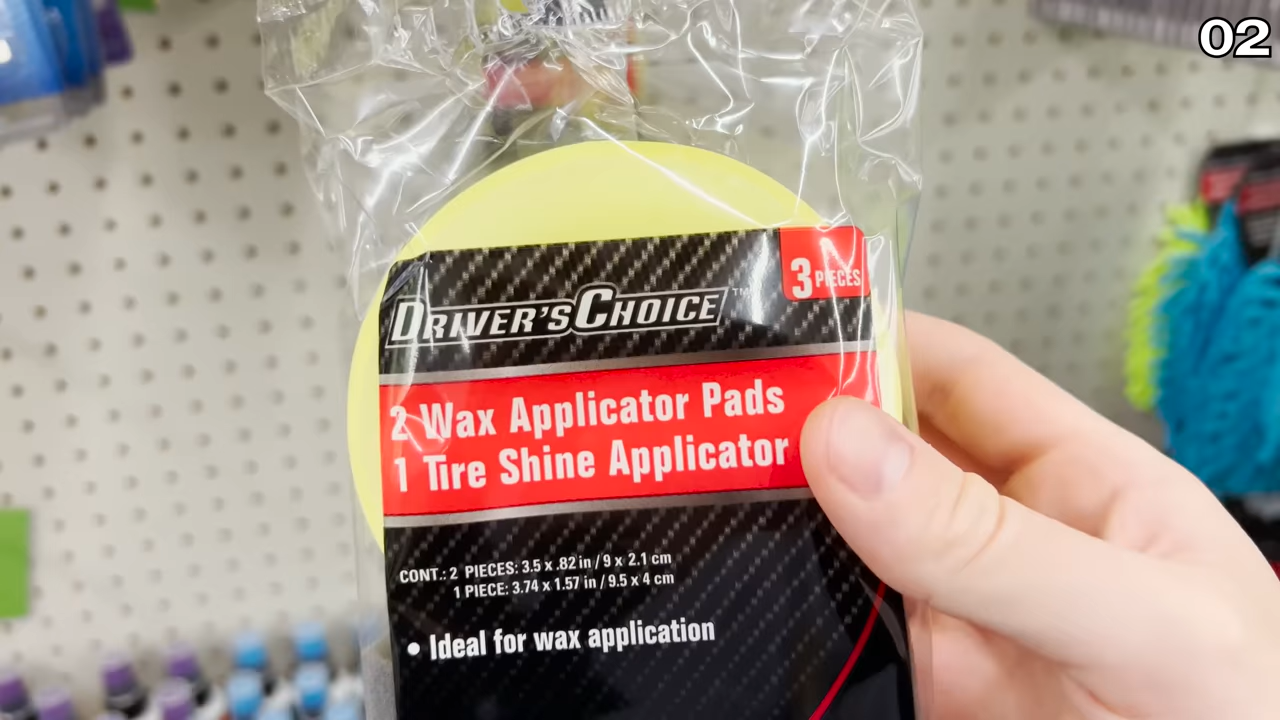 02
DRIVER'S CHOICE™
3 PIECES
2 Wax Applicator Pads
1 Tire Shine Applicator
CONT.: 2 PIECES: 3.5 x .82 in / 9 x 2.1 cm
1 PIECE: 3.74 x 1.57 in / 9.5 x 4 cm
• Ideal for wax application